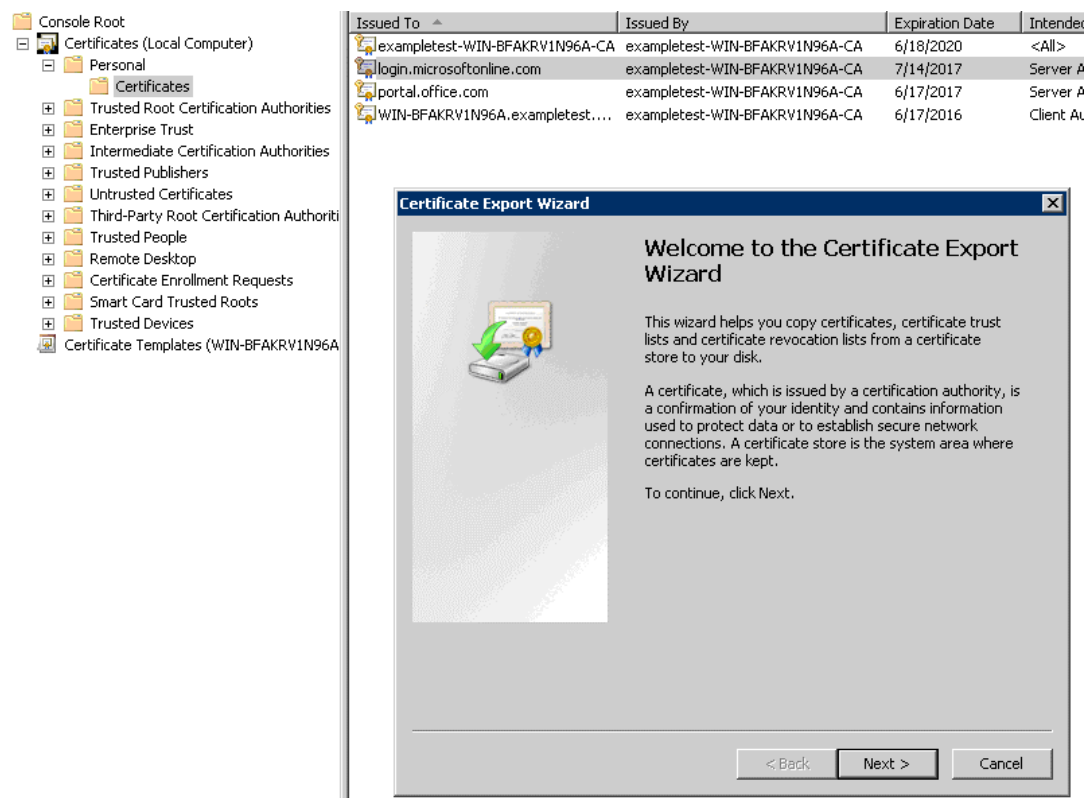 Console Root
Certificates (Local Computer)
Personal
Certificates
Trusted Root Certification Authorities
Enterprise Trust
Intermediate Certification Authorities
Trusted Publishers
Untrusted Certificates
Third-Party Root Certification Authoriti
Trusted People
Remote Desktop
Certificate Enrollment Requests
Smart Card Trusted Roots
Trusted Devices
Certificate Templates (WIN-BFAKRV1N96A
Issued To Issued By Expiration Date Intended
exampletest-WIN-BFAKRV1N96A-CA exampletest-WIN-BFAKRV1N96A-CA 6/18/2020 <All>
login.microsoftonline.com exampletest-WIN-BFAKRV1N96A-CA 7/14/2017 Server A
portal.office.com exampletest-WIN-BFAKRV1N96A-CA 6/17/2017 Server A
WIN-BFAKRV1N96A.exampletest.... exampletest-WIN-BFAKRV1N96A-CA 6/17/2016 Client Au
Certificate Export Wizard
Welcome to the Certificate Export
Wizard
This wizard helps you copy certificates, certificate trust
lists and certificate revocation lists from a certificate
store to your disk.
A certificate, which is issued by a certification authority, is
a confirmation of your identity and contains information
used to protect data or to establish secure network
connections. A certificate store is the system area where
certificates are kept.
To continue, click Next.
< Back Next > Cancel